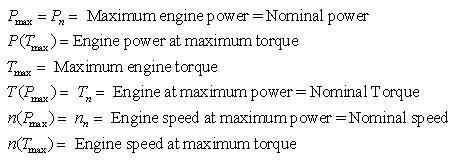 P_max = P_n = Maximum engine power = Nominal power
P(T_max) = Engine power at maximum torque
T_max = Maximum engine torque
T(P_max) = T_n = Engine at maximum power = Nominal Torque
n(P_max) = n_n = Engine speed at maximum power = Nominal speed
n(T_max) = Engine speed at maximum torque